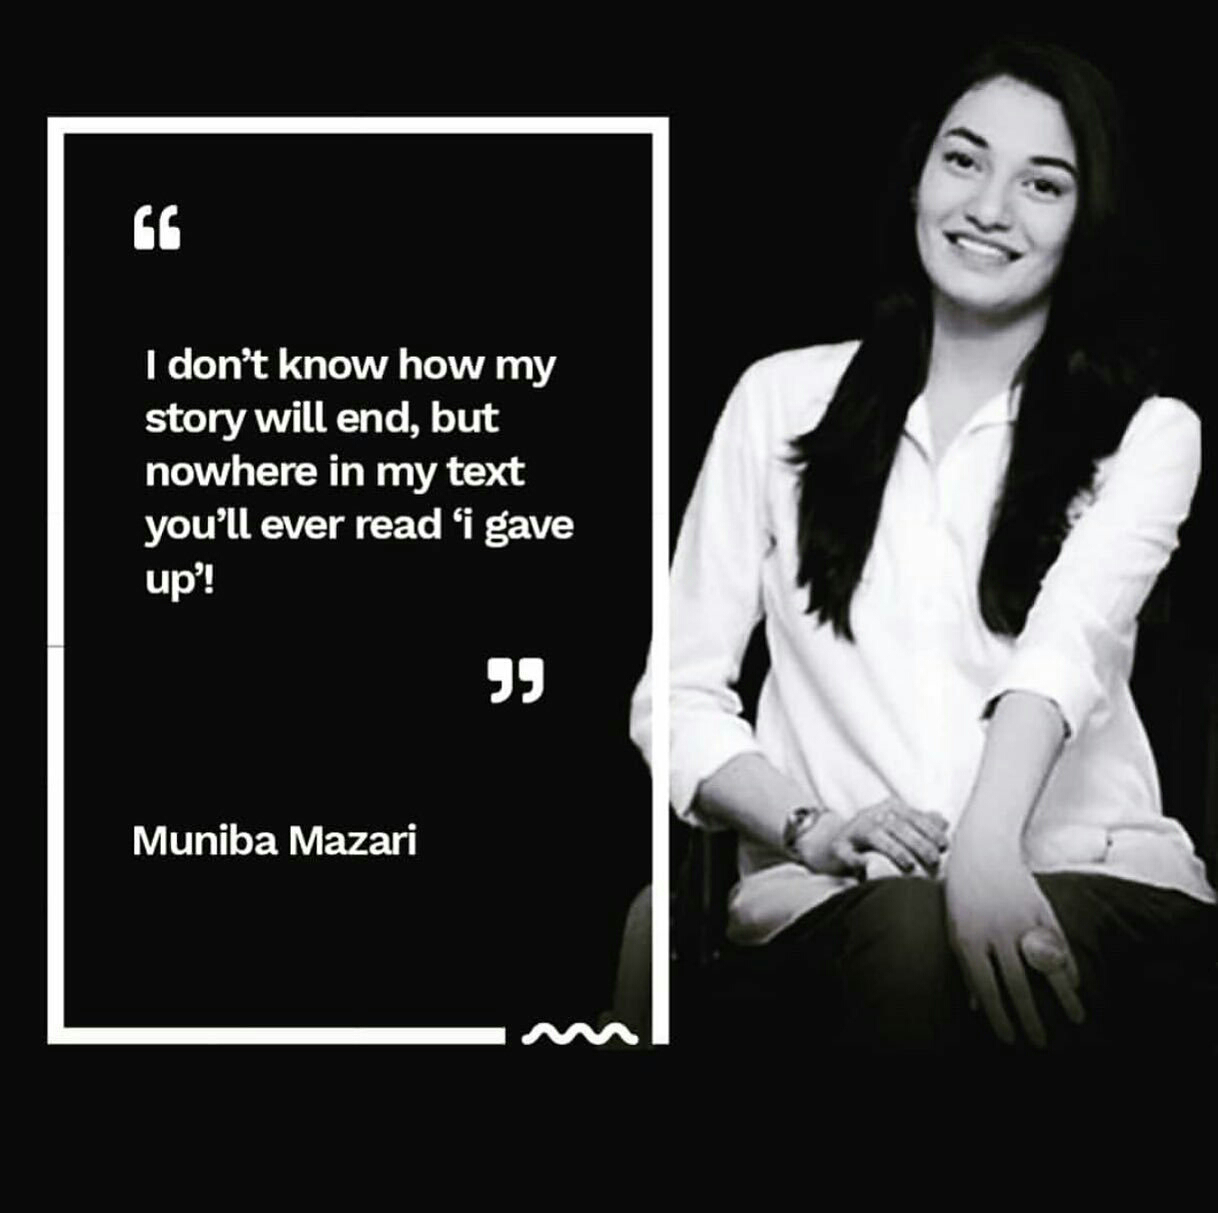 “
I don’t know how my
story will end, but
nowhere in my text
you’ll ever read ‘i gave
up’!
”
Muniba Mazari